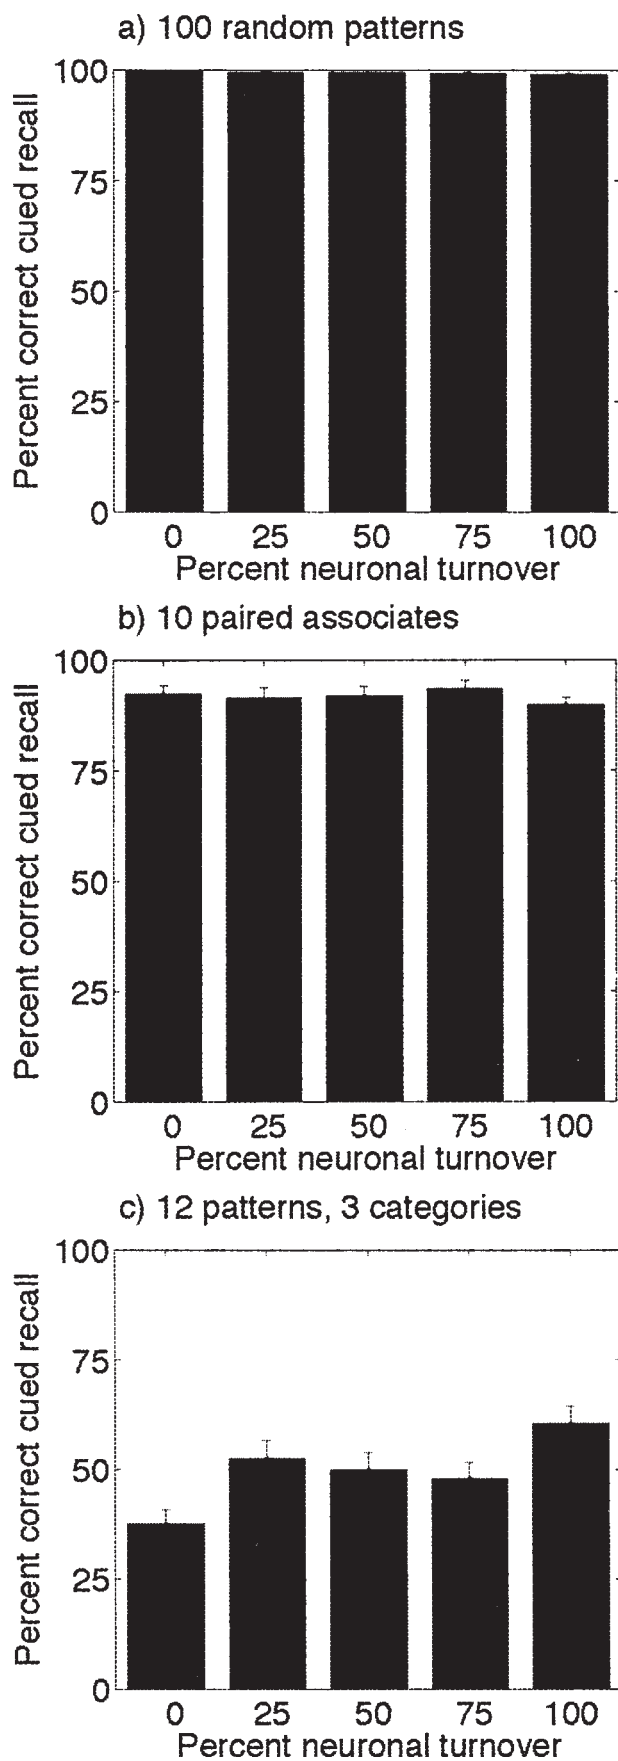 a) 100 random patterns
Percent correct cued recall
100
75
50
25
0
0 25 50 75 100
Percent neuronal turnover
b) 10 paired associates
Percent correct cued recall
100
75
50
25
0
0 25 50 75 100
Percent neuronal turnover
c) 12 patterns, 3 categories
Percent correct cued recall
100
75
50
25
0
0 25 50 75 100
Percent neuronal turnover